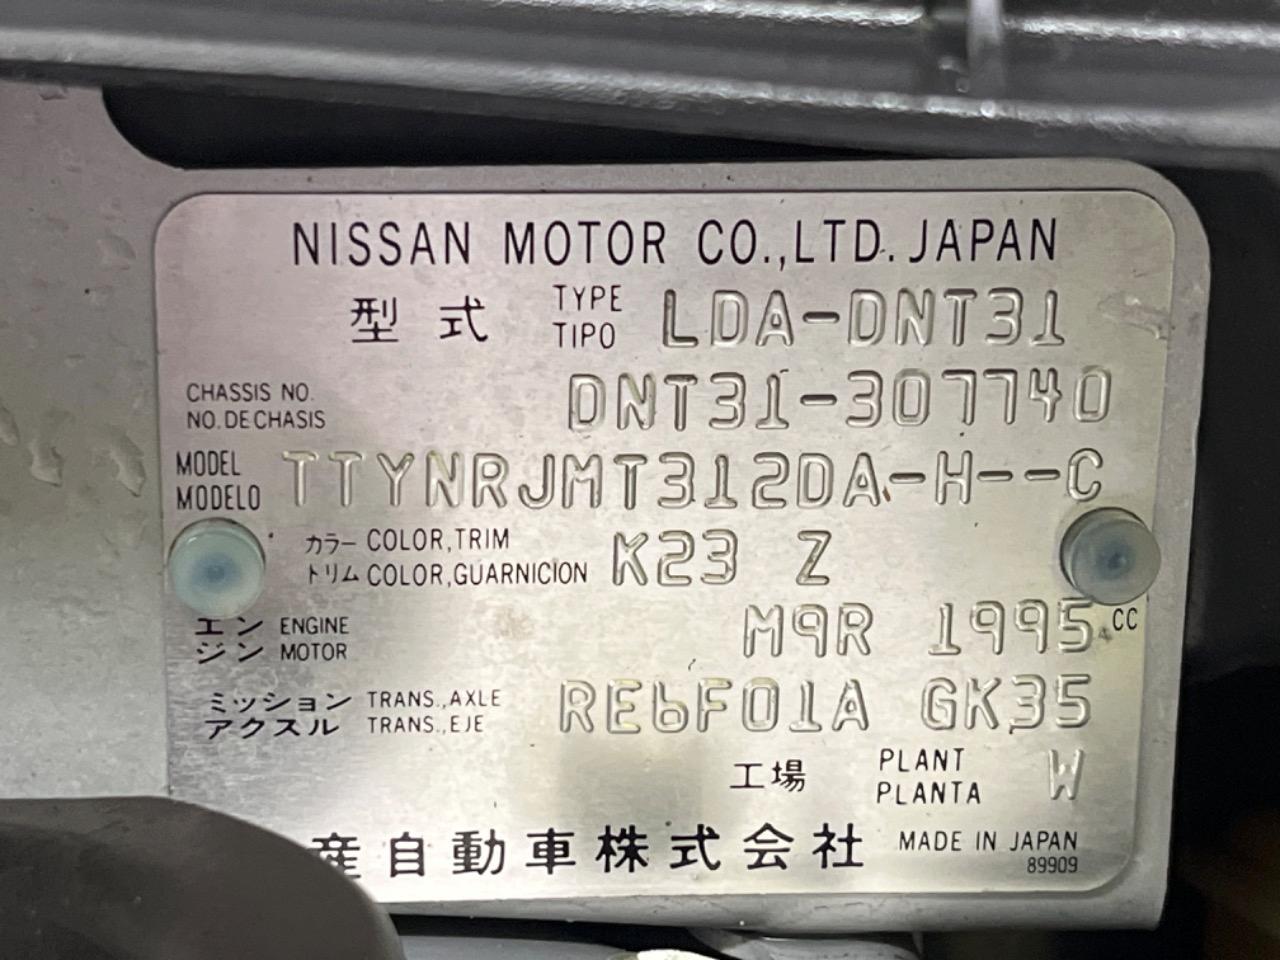 NISSAN MOTOR CO.,LTD. JAPAN
型式 TYPE LDA-DNT31
TIPO
CHASSIS NO. DNT31-307740
NO. DE CHASIS
MODEL TTYNRJMT312DA-H--C
MODELO
カラー COLOR,TRIM K23 Z
トリム COLOR,GUARNICION
エン ENGINE M9R 1995 CC
ジン MOTOR
ミッション TRANS.,AXLE RE6F01A GK35
アクスル TRANS.,EJE
工場 PLANT W
PLANTA
産自動車株式会社 MADE IN JAPAN
89909